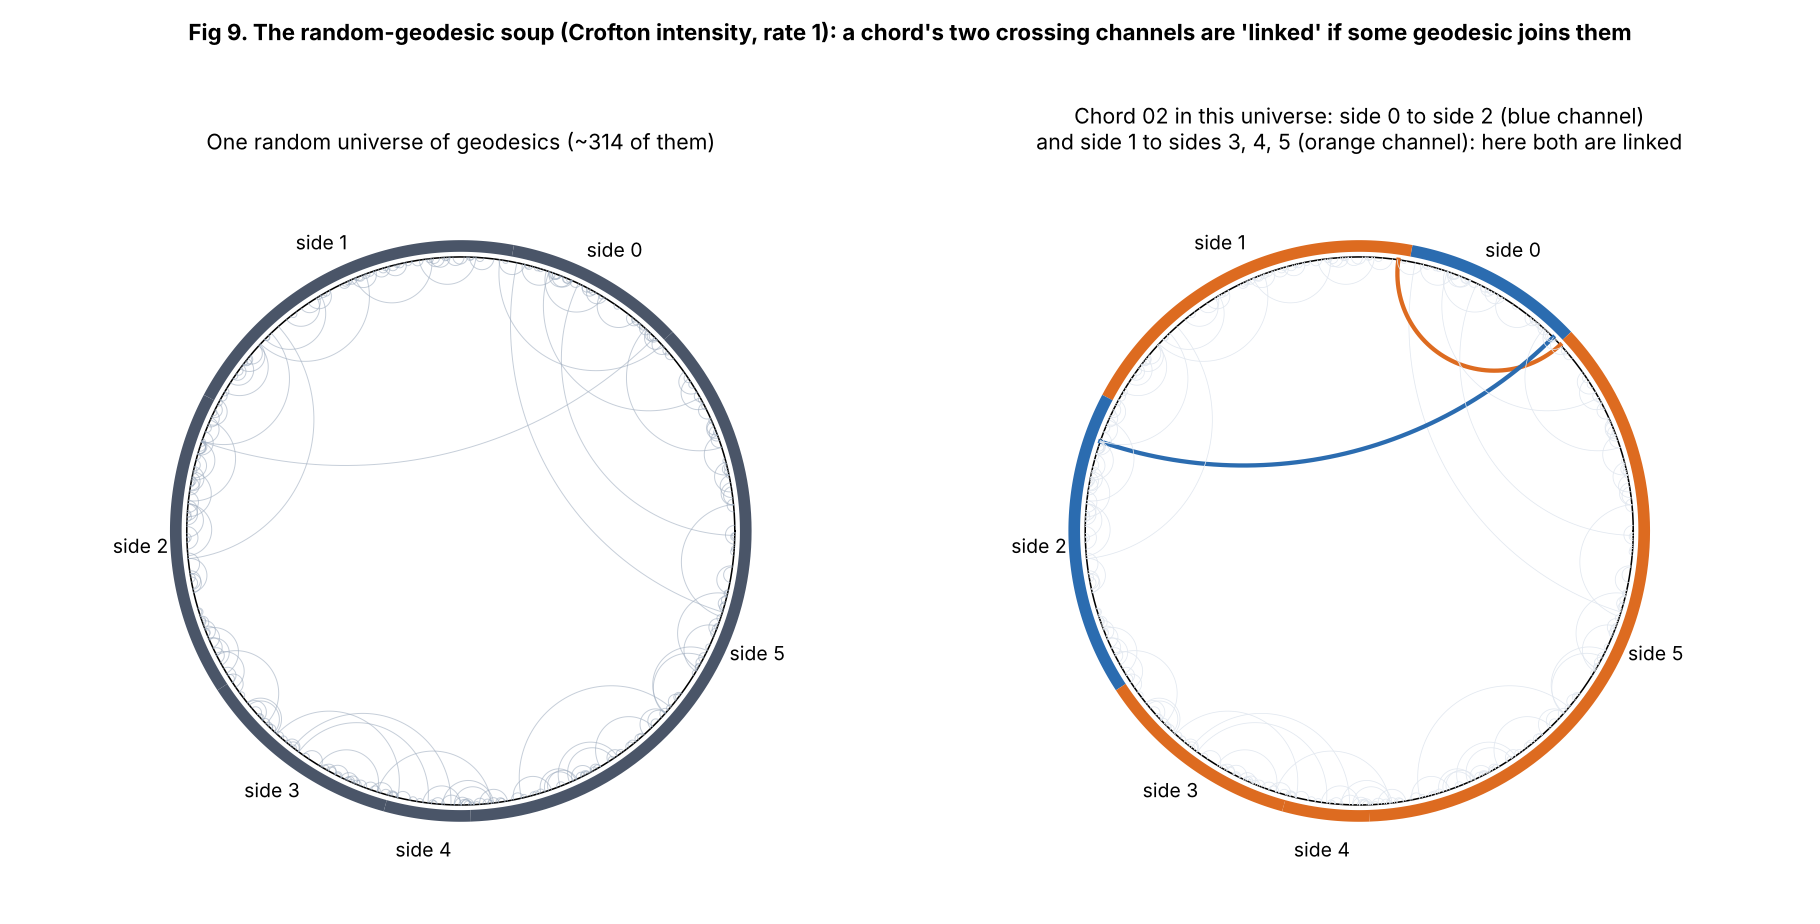 Fig 9. The random-geodesic soup (Crofton intensity, rate 1): a chord's two crossing channels are 'linked' if some geodesic joins them
One random universe of geodesics (~314 of them)
side 1
side 0
side 2
side 5
side 3
side 4
Chord 02 in this universe: side 0 to side 2 (blue channel)
and side 1 to sides 3, 4, 5 (orange channel): here both are linked
side 1
side 0
side 2
side 5
side 3
side 4